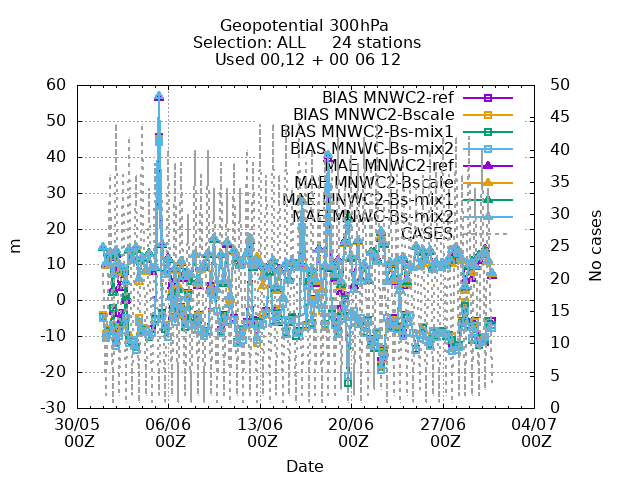 Geopotential 300hPa
Selection: ALL 24 stations
Used 00,12 + 00 06 12
60
50
40
30
20
10
0
-10
-20
-30
m
50
45
40
35
30
25
20
15
10
5
0
No cases
BIAS MNWC2-ref
BIAS MNWC2-Bscale
BIAS MNWC2-Bs-mix1
BIAS MNWC-Bs-mix2
MAE MNWC2-ref
MAE MNWC2-Bscale
MAE MNWC2-Bs-mix1
MAE MNWC-Bs-mix2
CASES
30/05 06/06 13/06 20/06 27/06 04/07
00Z 00Z 00Z 00Z 00Z 00Z
Date